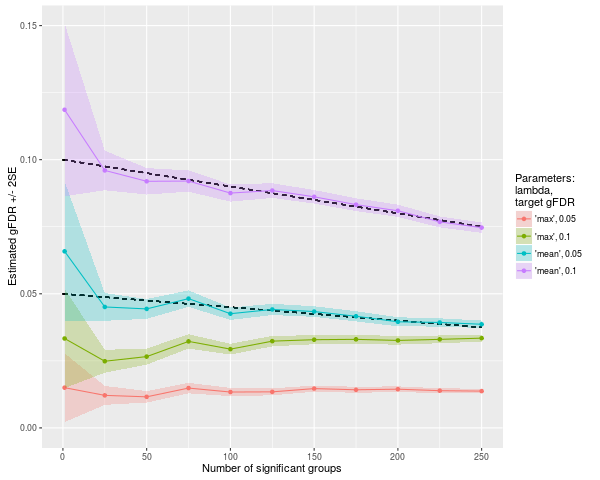 0.15
0.10
0.05
0.00
Estimated gFDR +/- 2SE
0 50 100 150 200 250
Number of significant groups
Parameters:
lambda,
target gFDR
'max', 0.05
'max', 0.1
'mean', 0.05
'mean', 0.1